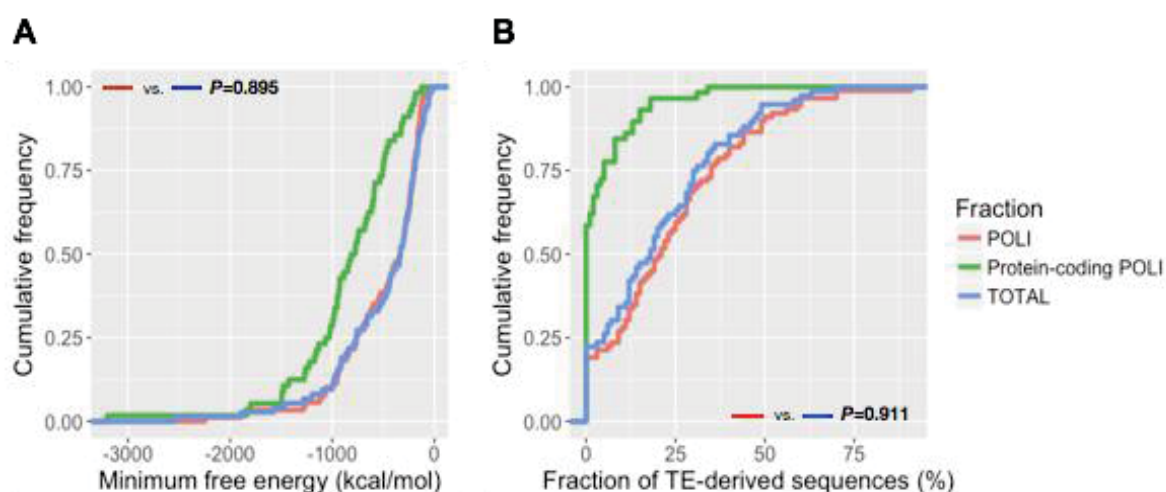 A
B
1.00
0.75
0.50
0.25
0.00
Cumulative frequency
vs. P=0.895
-3000
-2000
-1000
0
Minimum free energy (kcal/mol)
1.00
0.75
0.50
0.25
0.00
Cumulative frequency
vs. P=0.911
0
25
50
75
Fraction of TE-derived sequences (%)
Fraction
POLI
Protein-coding POLI
TOTAL